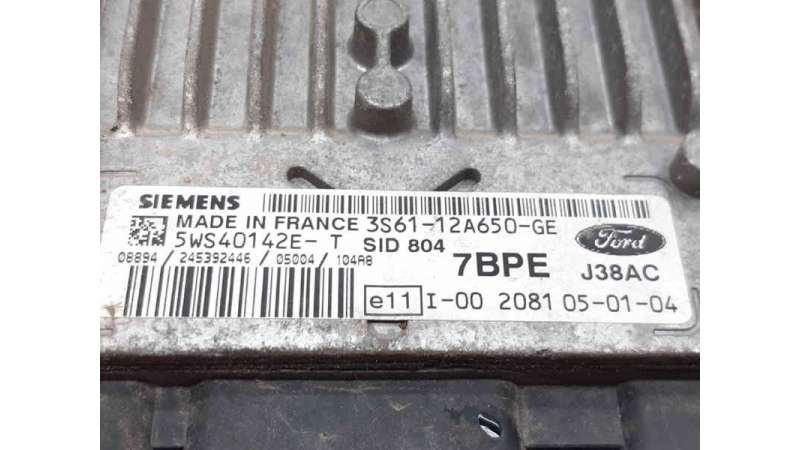 SIEMENS
MADE IN FRANCE 3S61-12A650-GE
5WS40142E- T SID 804
Ford
08894 / 245392446 / 05004 / 104A8
7BPE J38AC
e11 I-00 2081 05-01-04